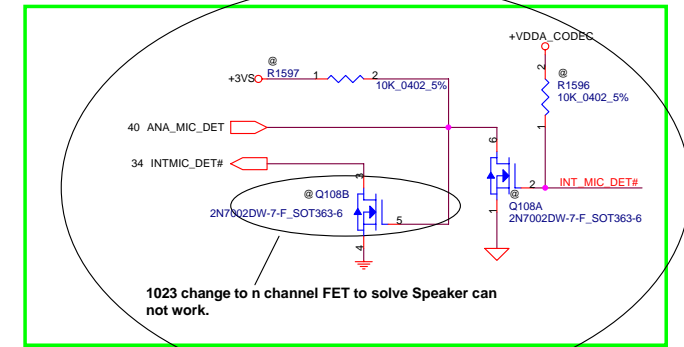 +VDDA_CODEC
@
R1597
+3VS
1
2
10K_0402_5%
2
@
R1596
10K_0402_5%
1
40 ANA_MIC_DET
34 INTMIC_DET#
6
2
INT_MIC_DET#
1
@
Q108A
2N7002DW-7-F_SOT363-6
3
@ Q108B
2N7002DW-7-F_SOT363-6
5
4
1023 change to n channel FET to solve Speaker can
not work.